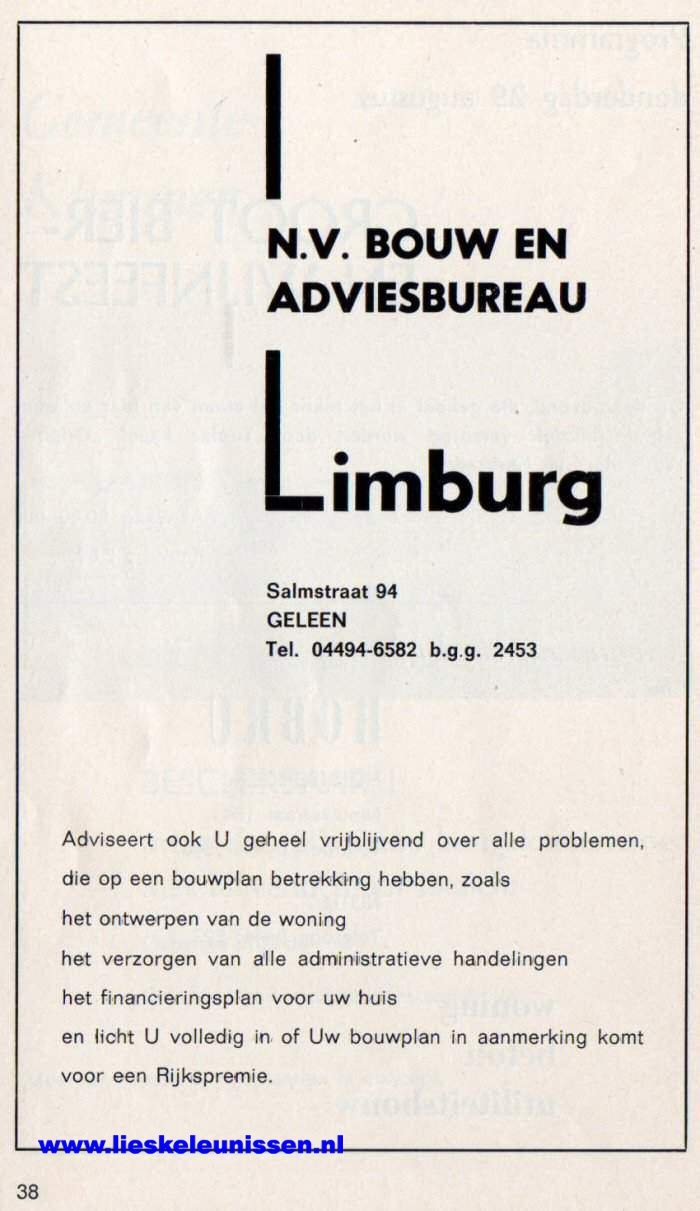 N.V. BOUW EN
ADVIESBUREAU
Limburg
Salmstraat 94
GELEEN
Tel. 04494-6582 b.g.g. 2453
Adviseert ook U geheel vrijblijvend over alle problemen,
die op een bouwplan betrekking hebben, zoals
het ontwerpen van de woning
het verzorgen van alle administratieve handelingen
het financieringsplan voor uw huis
en licht U volledig in of Uw bouwplan in aanmerking komt
voor een Rijkspremie.
www.lieskeleunissen.nl
38